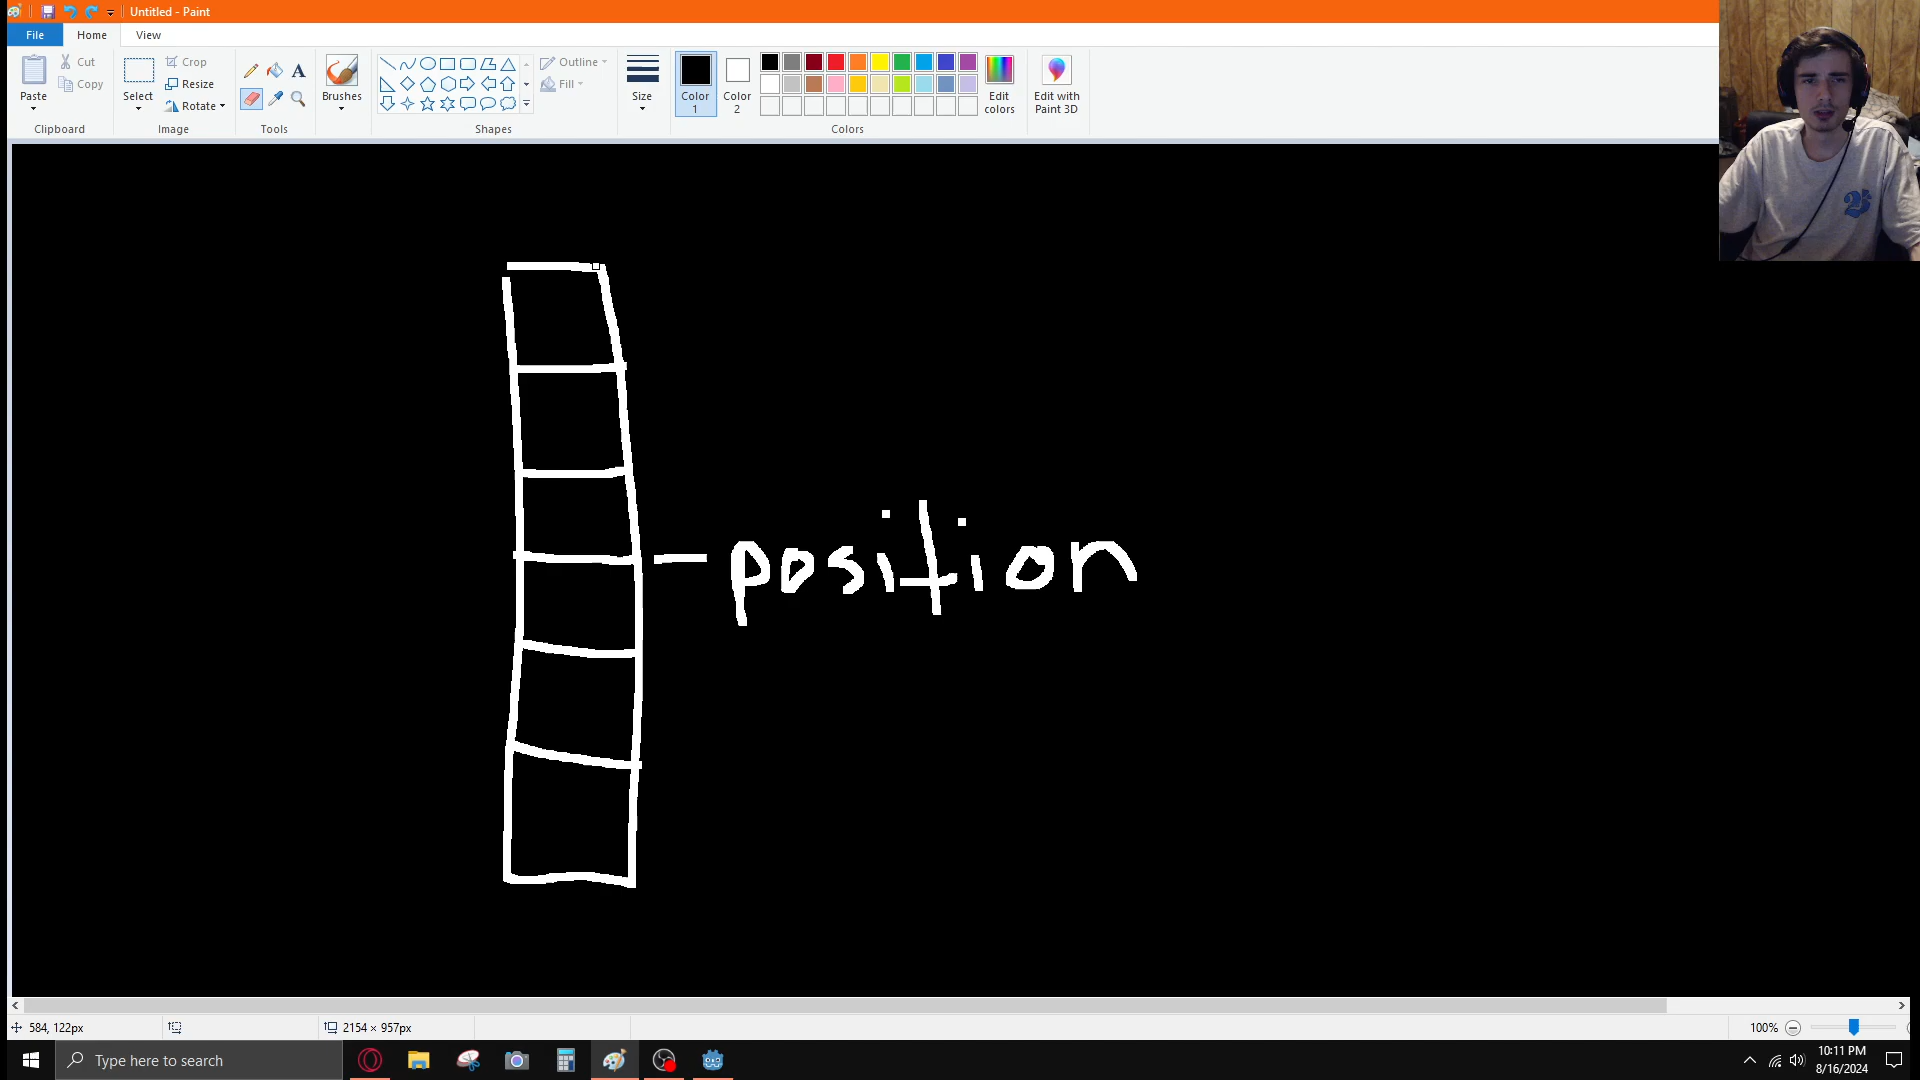 Untitled - Paint
File Home View
Paste
Cut
Copy
Clipboard
Select
Crop
Resize
Rotate
Image
Tools
Brushes
Shapes
Outline
Fill
Size
Color 1
Color 2
Colors
Edit colors
Edit with Paint 3D
- position
584, 122px
2154 × 957px
100%
Type here to search
10:11 PM
8/16/2024